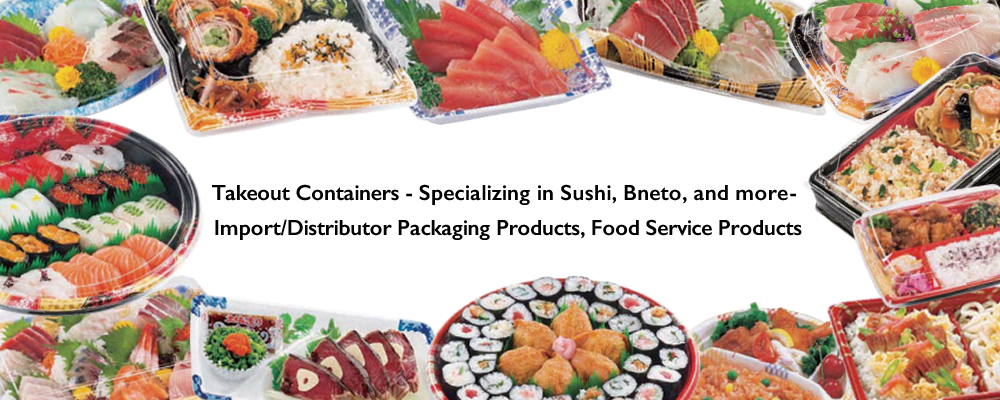 Takeout Containers - Specializing in Sushi, Bneto, and more-
Import/Distributor Packaging Products, Food Service Products